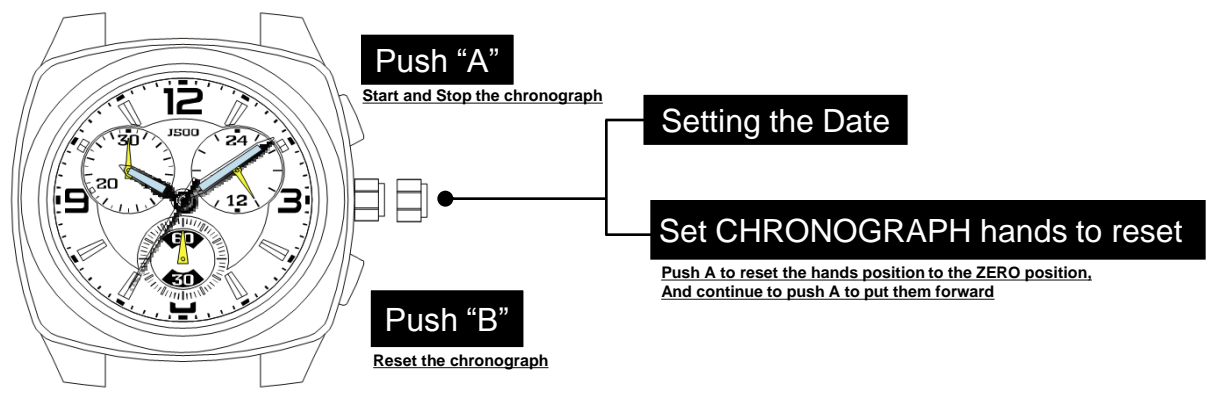 Push “A”
Start and Stop the chronograph
Setting the Date
Set CHRONOGRAPH hands to reset
Push A to reset the hands position to the ZERO position,
And continue to push A to put them forward
Push “B”
Reset the chronograph
12
JS00
30
24
20
12
9
3
60
30